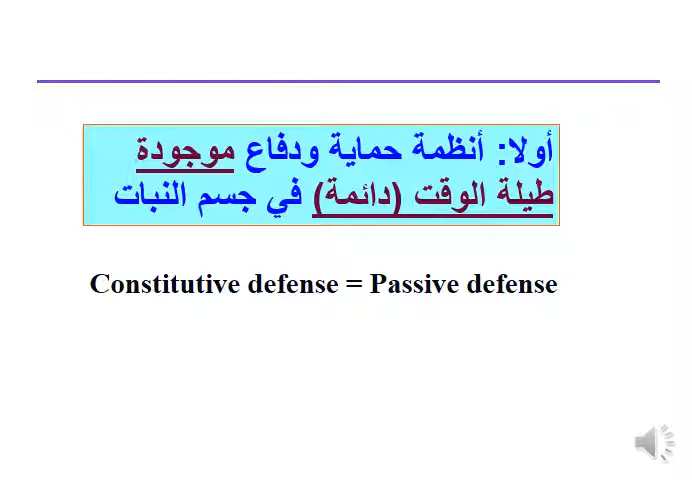 أولا: أنظمة حماية ودفاع موجودة
طيلة الوقت (دائمة) في جسم النبات
Constitutive defense = Passive defense